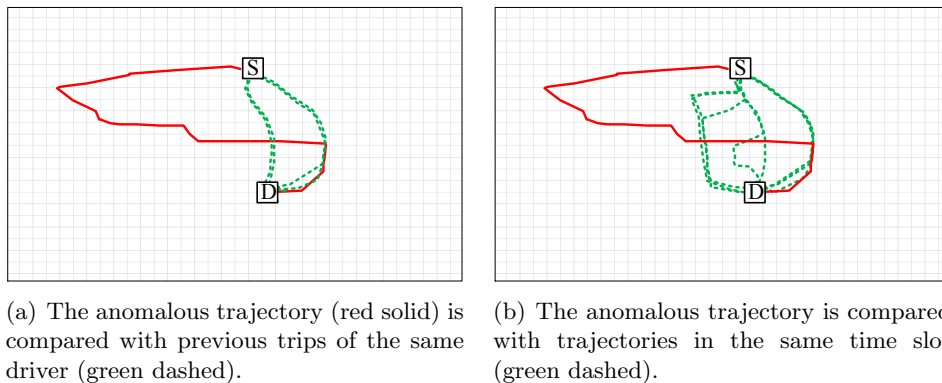 S
D
S
D
(a) The anomalous trajectory (red solid) is
compared with previous trips of the same
driver (green dashed).
(b) The anomalous trajectory is compared
with trajectories in the same time slo
(green dashed).